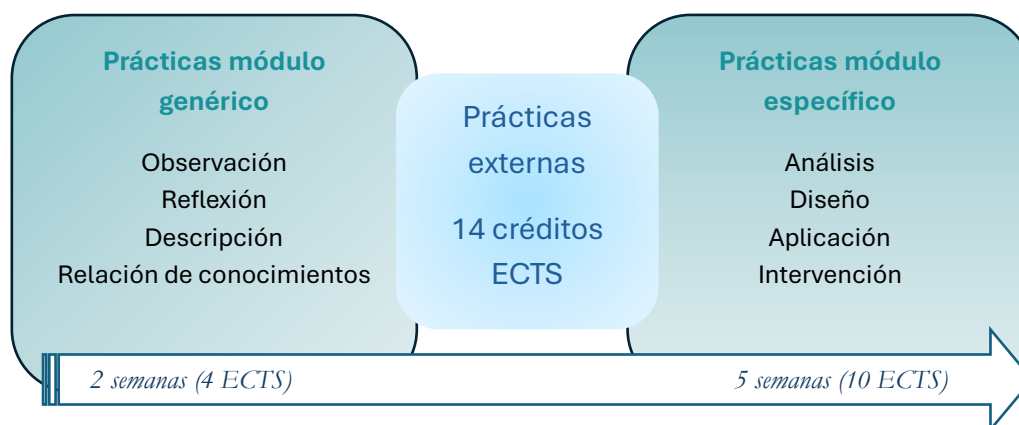 Prácticas módulo
genérico
Observación
Reflexión
Descripción
Relación de conocimientos
Prácticas
externas
14 créditos
ECTS
Prácticas módulo
específico
Análisis
Diseño
Aplicación
Intervención
2 semanas (4 ECTS)
5 semanas (10 ECTS)